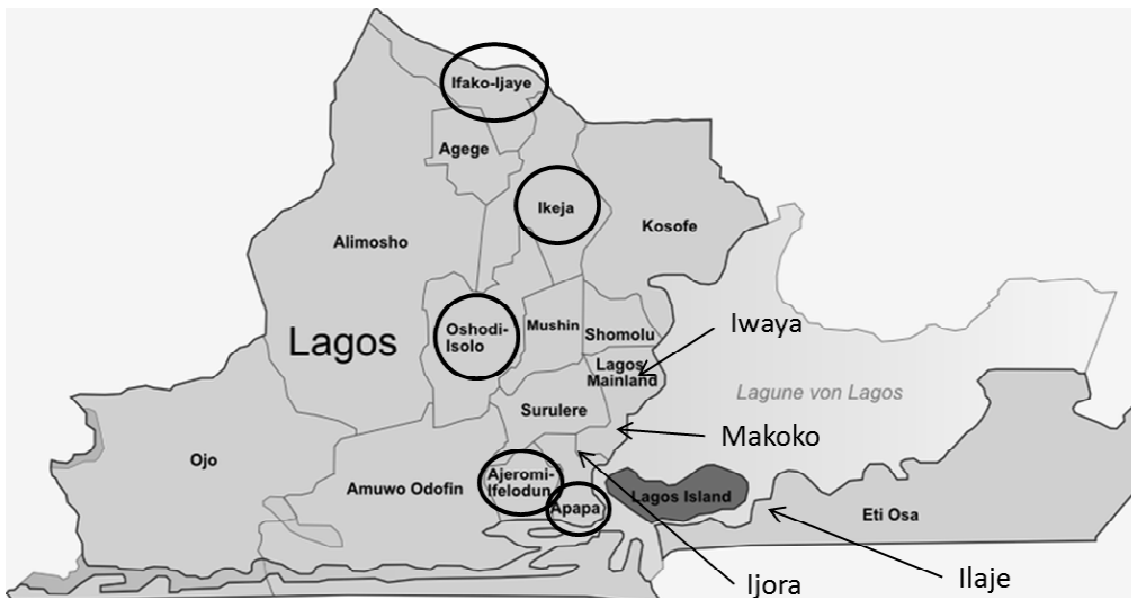 Ifako-Ijaye
Agege
Ikeja
Kosofe
Alimosho
Oshodi-
Isolo
Mushin
Shomolu
Iwaya
Lagos
Lagos
Mainland
Lagune von Lagos
Surulere
Makoko
Ojo
Amuwo Odofin
Ajeromi-
Ifelodun
Apapa
Lagos Island
Eti Osa
Ijora
Ilaje